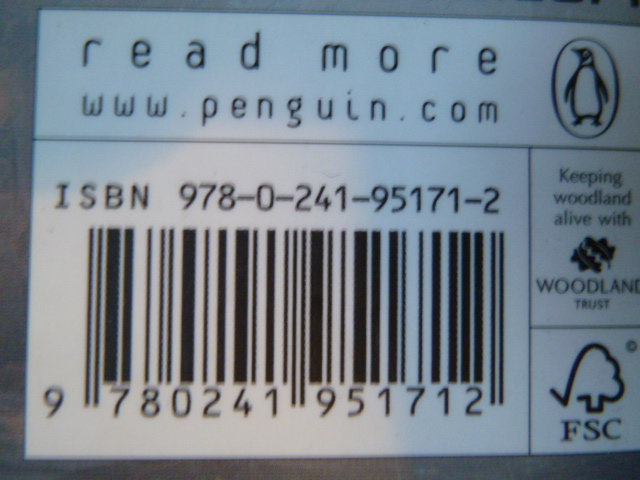 read more
www.penguin.com
ISBN 978-0-241-95171-2
9 780241 951712
Keeping
woodland
alive with
WOODLAND
TRUST
©
FSC